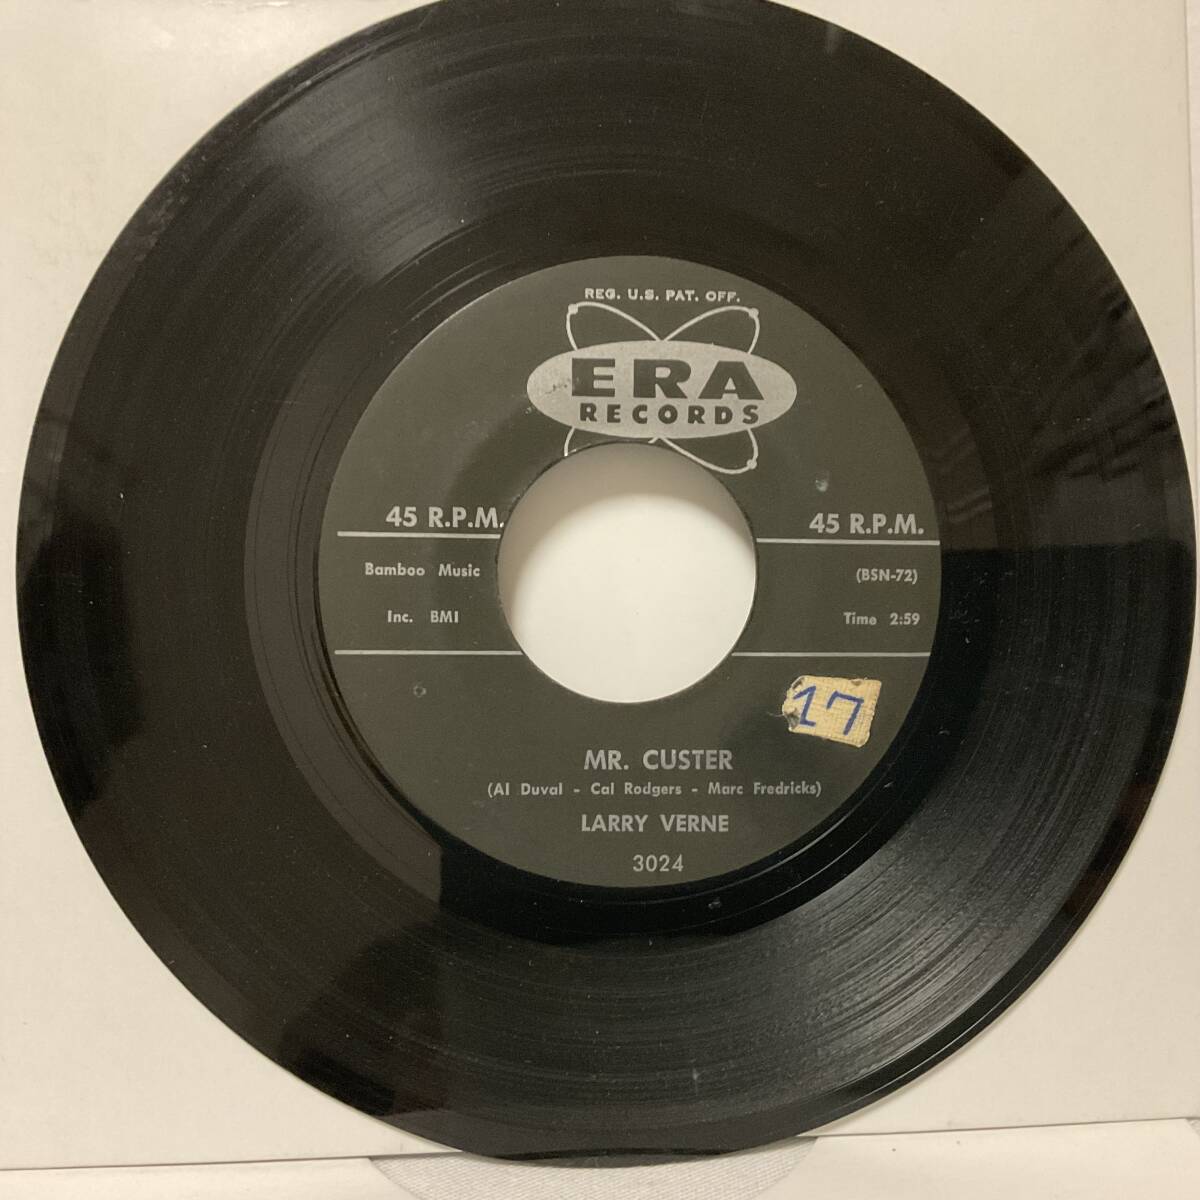 REG. U.S. PAT. OFF.
ERA
RECORDS
45 R.P.M.
45 R.P.M.
Bamboo Music
Inc. BMI
(BSN-72)
Time 2:59
17
MR. CUSTER
(Al Duval - Cal Rodgers - Marc Fredricks)
LARRY VERNE
3024